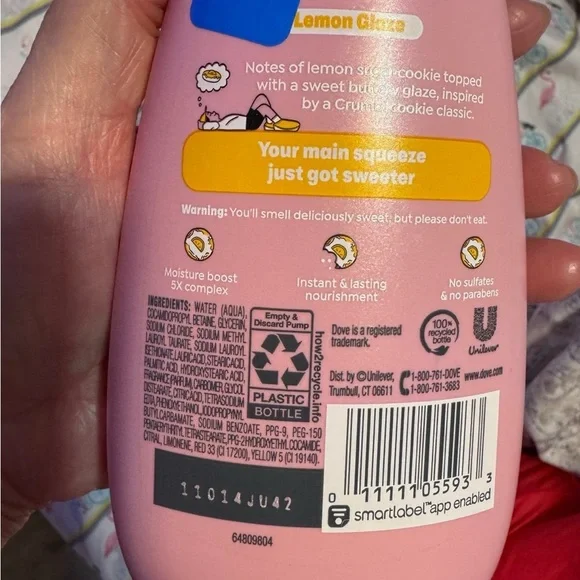 Lemon Glaze
Notes of lemon sugar cookie topped
with a sweet buttery glaze, inspired
by a Crumbl cookie classic.
Your main squeeze
just got sweeter
Warning: You'll smell deliciously sweet, but please don't eat.
Moisture boost
5X complex
Instant & lasting
nourishment
No sulfates
& no parabens
INGREDIENTS: WATER (AQUA),
COCAMIDOPROPYL BETAINE, GLYCERIN,
SODIUM CHLORIDE, SODIUM METHYL
LAUROYL TAURATE, SODIUM LAUROYL
ISETHIONATE, LAURIC ACID, STEARIC ACID,
PALMITIC ACID, HYDROXYSTEARIC ACID,
FRAGRANCE/PARFUM, CARBOMER, GLYCOL
DISTEARATE, CITRIC ACID, TETRASODIUM
EDTA, PHENOXYETHANOL, IODOPROPYNYL
BUTYLCARBAMATE, SODIUM BENZOATE, PPG-9, PEG-150
PENTAERYTHRITYL TETRASTEARATE, PPG-2 HYDROXYETHYL COCAMIDE,
CITRAL, LIMONENE, RED 33 (CI 17200), YELLOW 5 (CI 19140).
Empty &
Discard Pump
PLASTIC
BOTTLE
how2recycle.info
Dove is a registered
trademark.
100%
recycled
bottle
Unilever
Dist. by © Unilever,
Trumbull, CT 06611
1-800-761-DOVE
1-800-761-3683
www.dove.com
0 11111 05593 3
smartlabel™ app enabled
11014JU42
64809804